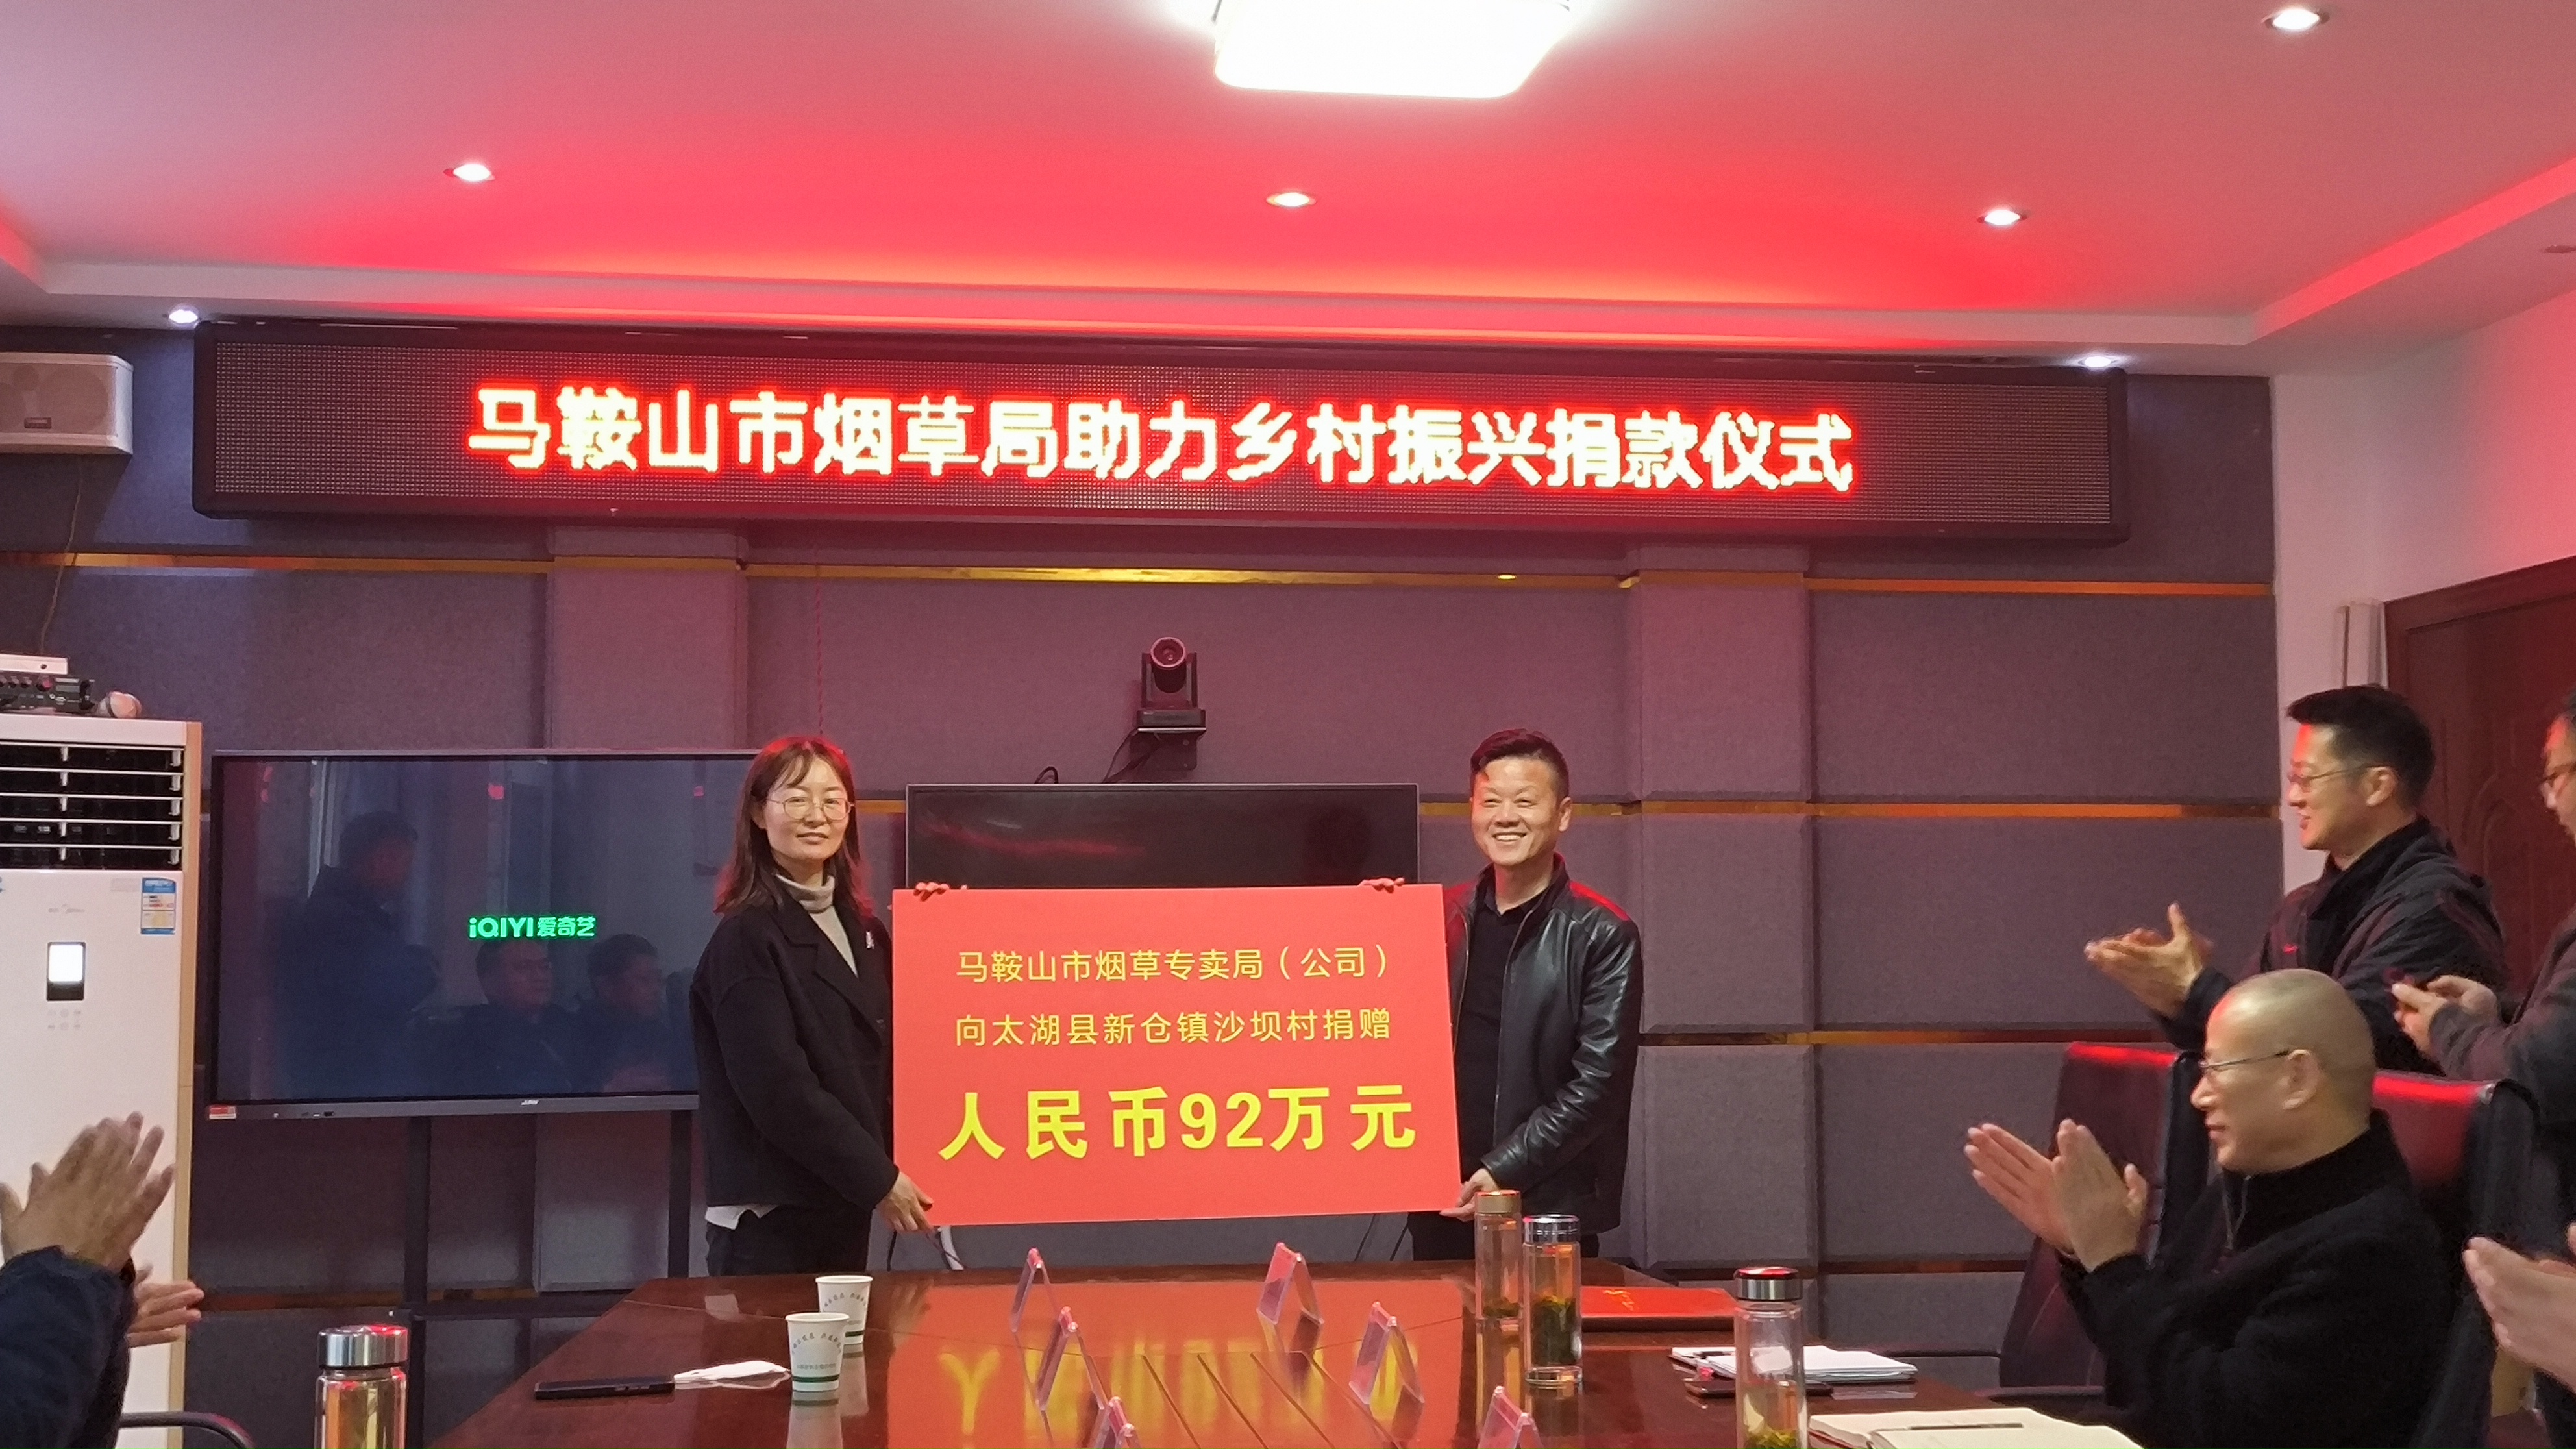 马鞍山市烟草局助力乡村振兴捐款仪式
iQIYI爱奇艺
马鞍山市烟草专卖局（公司）
向太湖县新仓镇沙坝村捐赠
人民币92万元